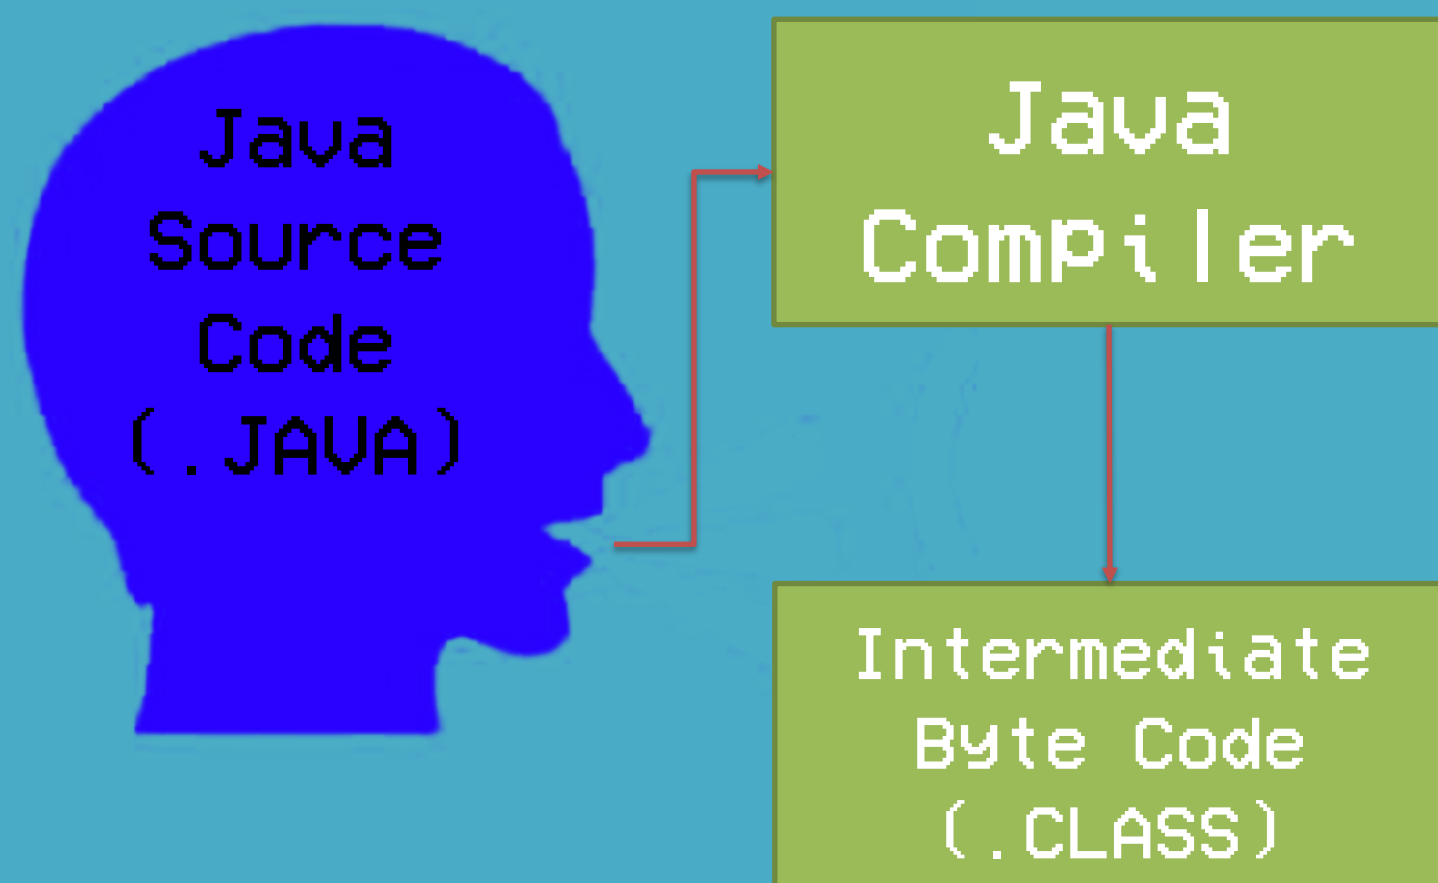 Java
Source
Code
(.JAVA)
Java
Compiler
Intermediate
Byte Code
(.CLASS)